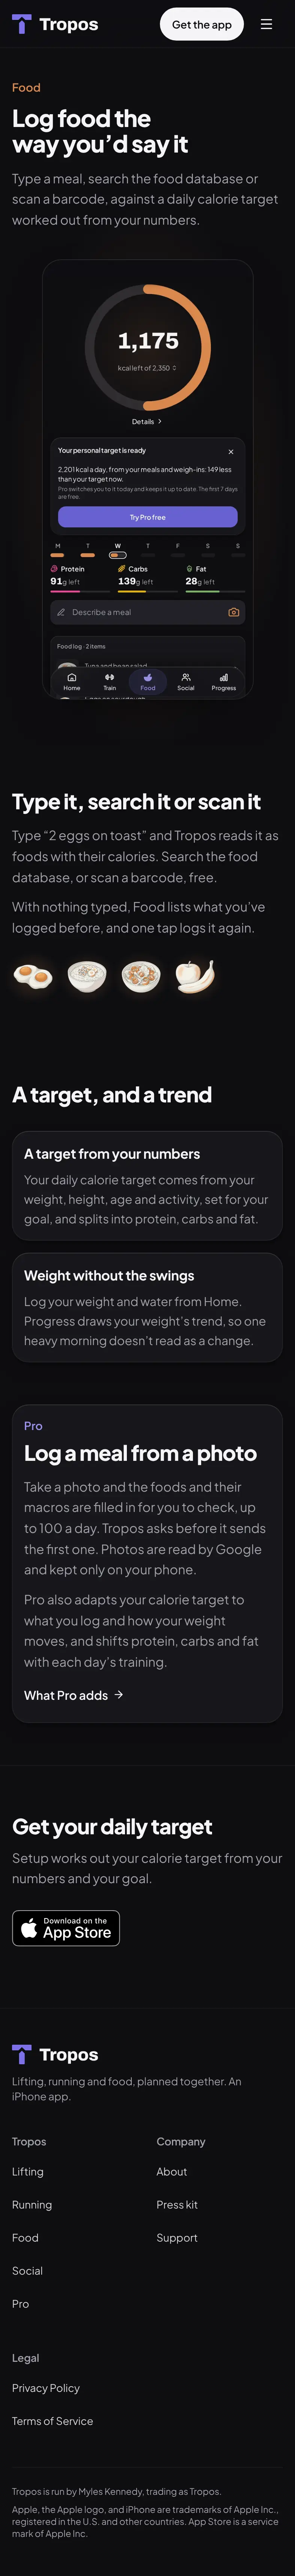 Tropos
Get the app
Food
Log food the
way you’d say it
Type a meal, search the food database or
scan a barcode, against a daily calorie target
worked out from your numbers.
1,175
kcal left of 2,350
Details
Your personal target is ready
2,201 kcal a day, from your meals and weigh-ins: 149 less
than your target now.
Pro switches you to it today and keeps it up to date. The first 7 days
are free.
Try Pro free
M T W T F S S
Protein Carbs Fat
91g left 139g left 28g left
Describe a meal
Food log · 2 items
Tuna and bean salad
Home Train Food Social Progress
Type it, search it or scan it
Type “2 eggs on toast” and Tropos reads it as
foods with their calories. Search the food
database, or scan a barcode, free.
With nothing typed, Food lists what you’ve
logged before, and one tap logs it again.
A target, and a trend
A target from your numbers
Your daily calorie target comes from your
weight, height, age and activity, set for your
goal, and splits into protein, carbs and fat.
Weight without the swings
Log your weight and water from Home.
Progress draws your weight’s trend, so one
heavy morning doesn’t read as a change.
Pro
Log a meal from a photo
Take a photo and the foods and their
macros are filled in for you to check, up
to 100 a day. Tropos asks before it sends
the first one. Photos are read by Google
and kept only on your phone.
Pro also adapts your calorie target to
what you log and how your weight
moves, and shifts protein, carbs and fat
with each day’s training.
What Pro adds
Get your daily target
Setup works out your calorie target from your
numbers and your goal.
Download on the
App Store
Tropos
Lifting, running and food, planned together. An
iPhone app.
Tropos
Lifting
Running
Food
Social
Pro
Company
About
Press kit
Support
Legal
Privacy Policy
Terms of Service
Tropos is run by Myles Kennedy, trading as Tropos.
Apple, the Apple logo, and iPhone are trademarks of Apple Inc.,
registered in the U.S. and other countries. App Store is a service
mark of Apple Inc.